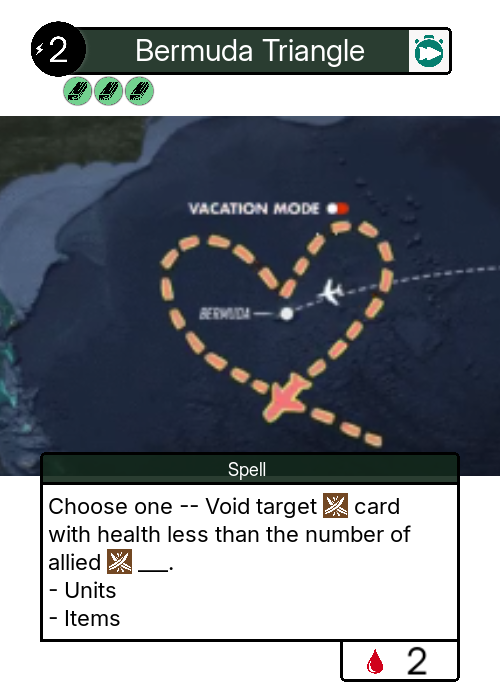 2
Bermuda Triangle
VACATION MODE
BERMUDA
Spell
Choose one -- Void target card
with health less than the number of
allied ___.
- Units
- Items
2